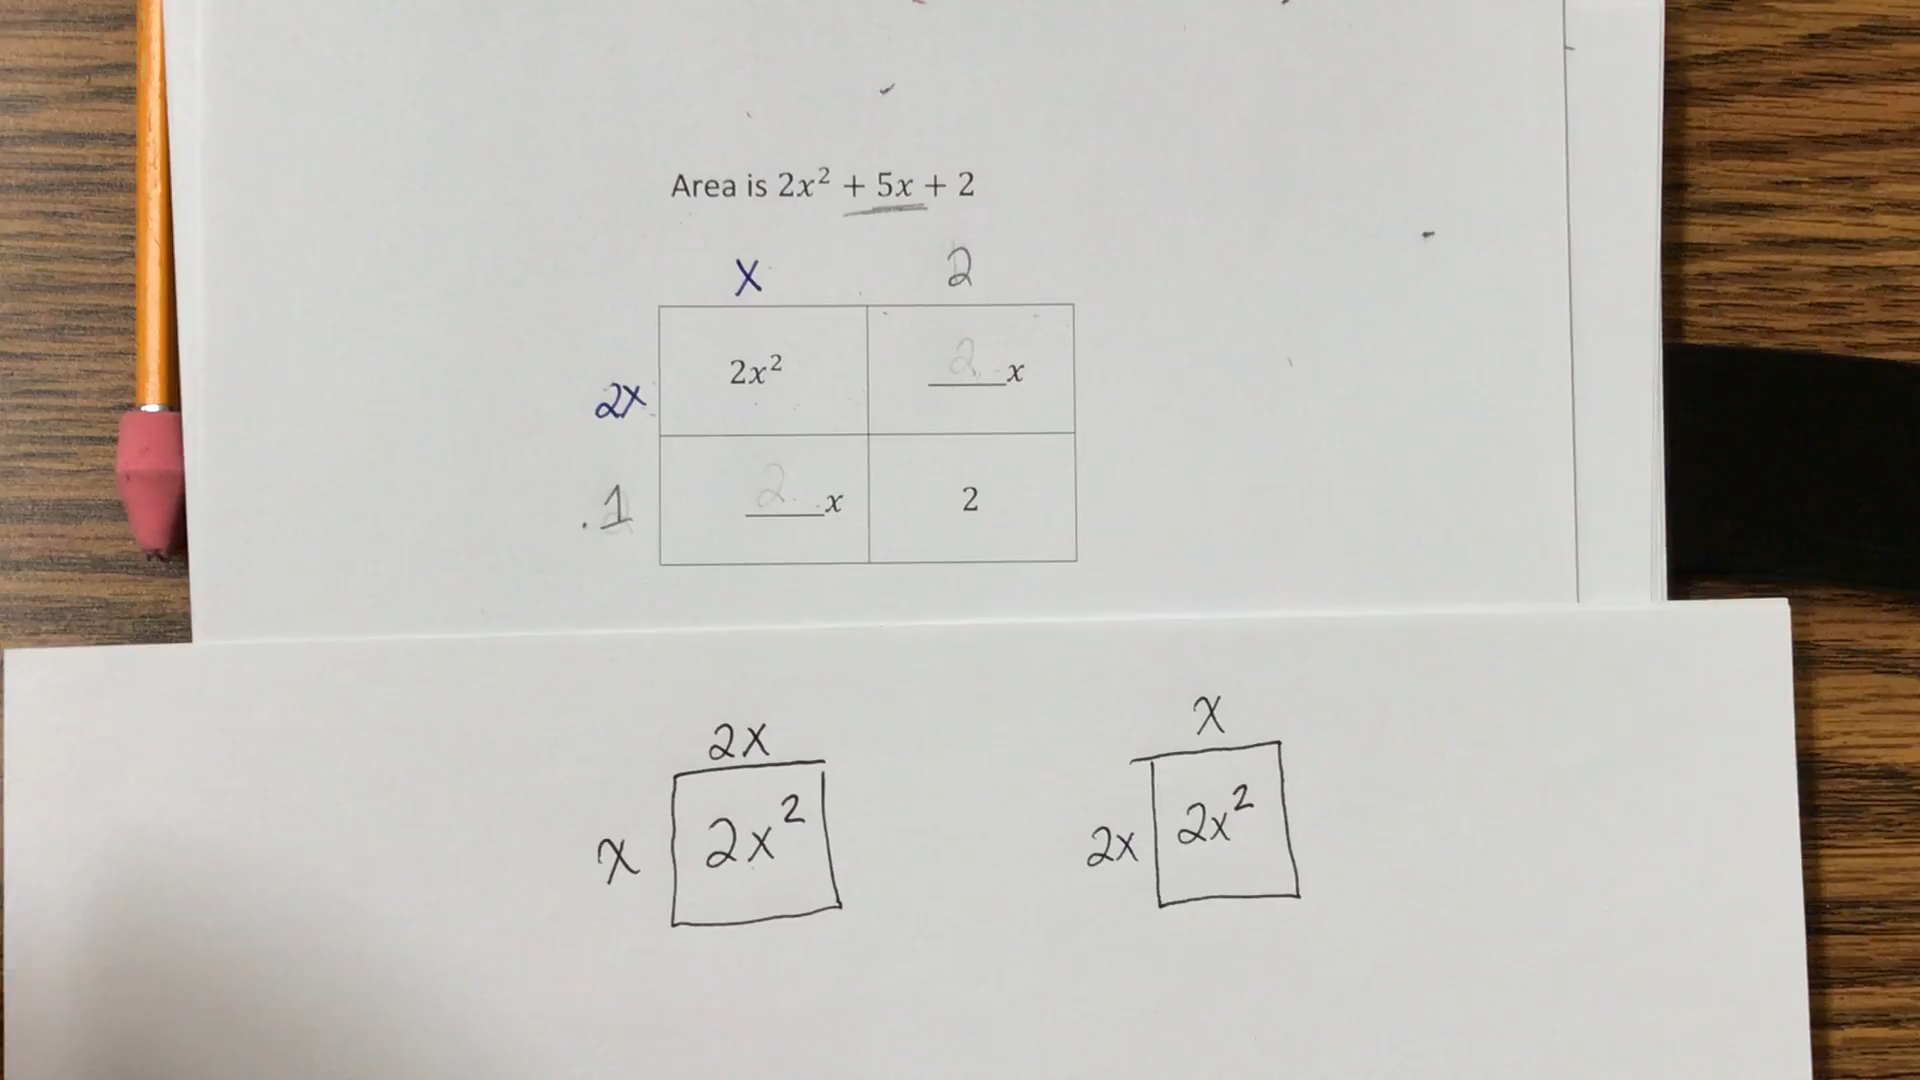 Area is 2x² + 5x + 2
X 2
2x² 2 x
2X
2 x 2
. 1
2X x
2x² 2x² 
x 2x